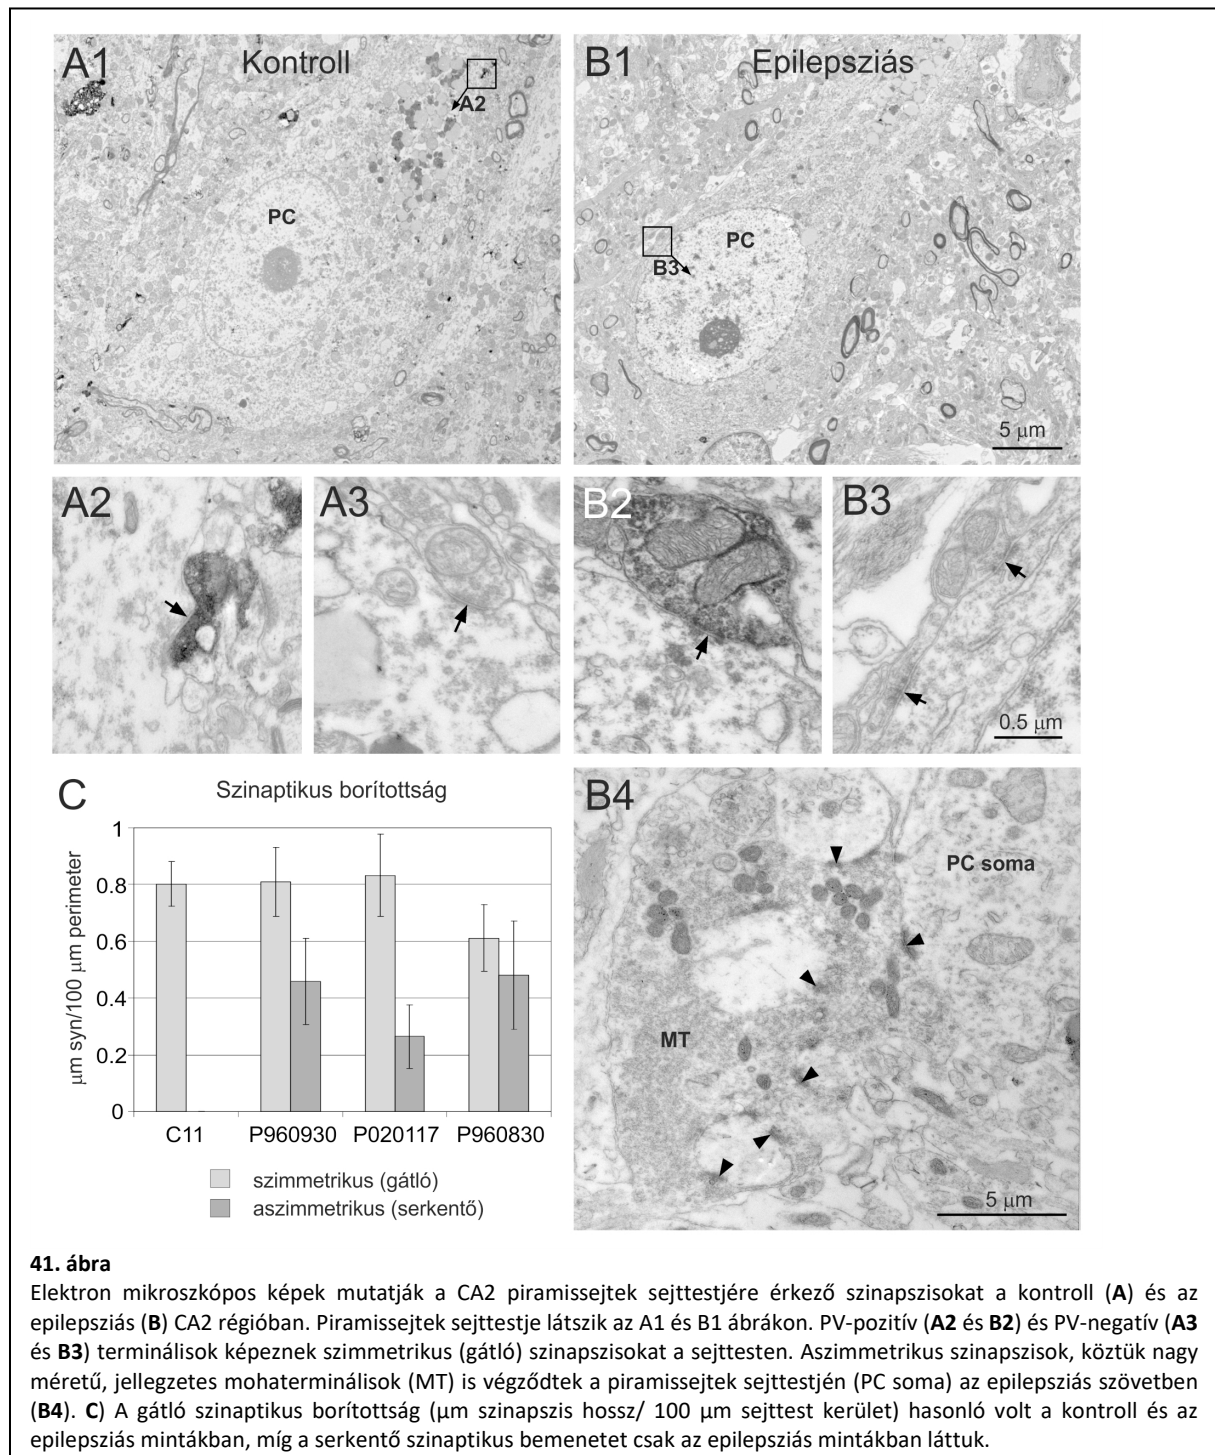 A1 Kontroll
A2
PC
B1 Epilepsziás
PC
B3
5 µm
A2
A3
B2
B3
0.5 µm
C Szinaptikus borítottság
µm syn/100 µm perimeter
1
0.8
0.6
0.4
0.2
0
C11 P960930 P020117 P960830
szimmetrikus (gátló)
aszimmetrikus (serkentő)
B4
PC soma
MT
5 µm
41. ábra
Elektron mikroszkópos képek mutatják a CA2 piramissejtek sejttestjére érkező szinapszisokat a kontroll (A) és az
epilepsziás (B) CA2 régióban. Piramissejtek sejttestje látszik az A1 és B1 ábrákon. PV-pozitív (A2 és B2) és PV-negatív (A3
és B3) terminálisok képeznek szimmetrikus (gátló) szinapszisokat a sejttesten. Aszimmetrikus szinapszisok, köztük nagy
méretű, jellegzetes mohaterminálisok (MT) is végződtek a piramissejtek sejttestjén (PC soma) az epilepsziás szövetben
(B4). C) A gátló szinaptikus borítottság (µm szinapszis hossz/ 100 µm sejttest kerület) hasonló volt a kontroll és az
epilepsziás mintákban, míg a serkentő szinaptikus bemenetet csak az epilepsziás mintákban láttuk.